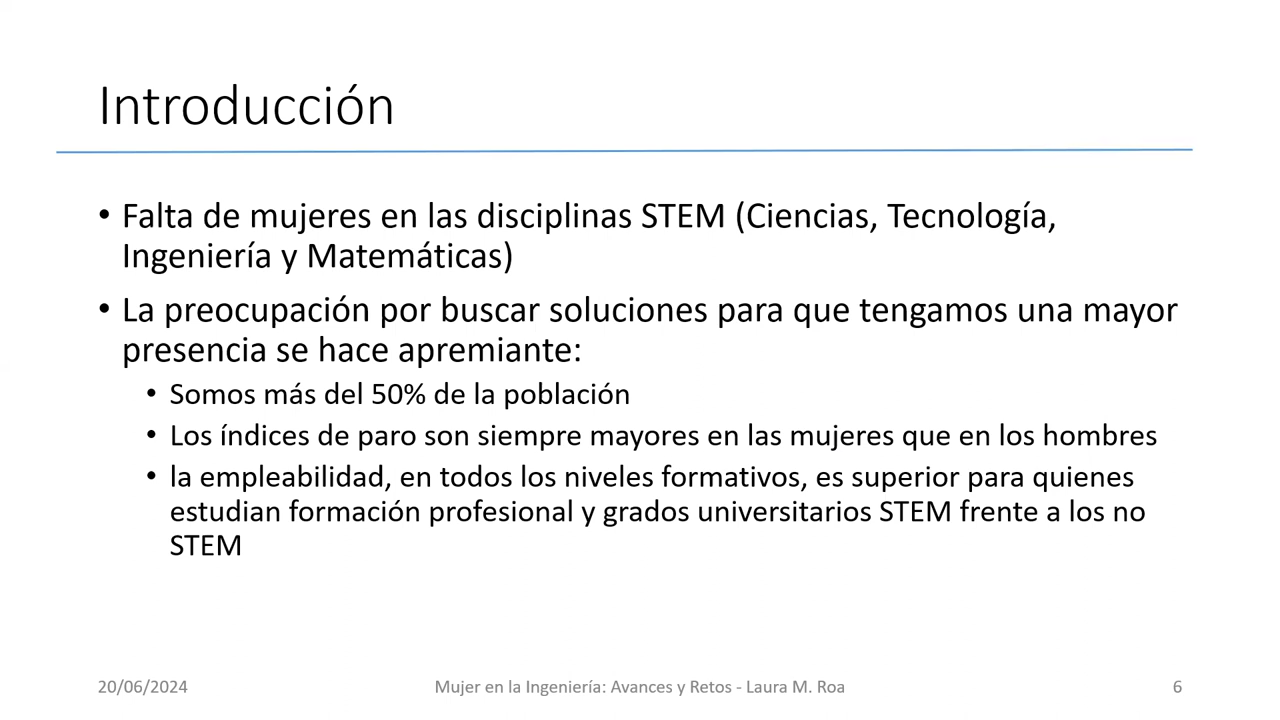 Introducción
• Falta de mujeres en las disciplinas STEM (Ciencias, Tecnología,
Ingeniería y Matemáticas)
• La preocupación por buscar soluciones para que tengamos una mayor
presencia se hace apremiante:
• Somos más del 50% de la población
• Los índices de paro son siempre mayores en las mujeres que en los hombres
• la empleabilidad, en todos los niveles formativos, es superior para quienes
estudian formación profesional y grados universitarios STEM frente a los no
STEM
20/06/2024 Mujer en la Ingeniería: Avances y Retos - Laura M. Roa 6